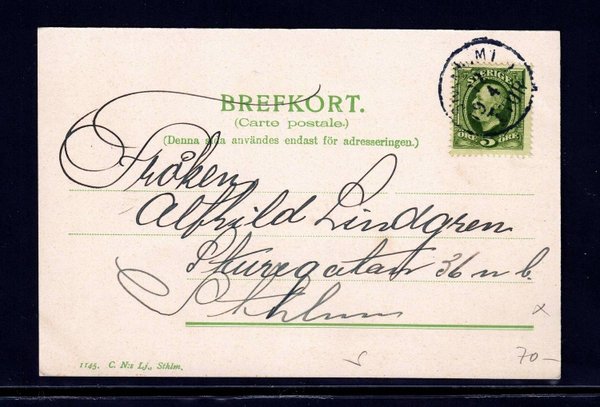 BREFKORT.
(Carte postale.)
(Denna sida användes endast för adresseringen.)
SVERIGE
ÖRE 5 ÖRE
Fröken
Alfhild Lindgren
Sturegatan 36 n. b.
Sthlm
x
70-
1145. C. N:s Lj., Sthlm.